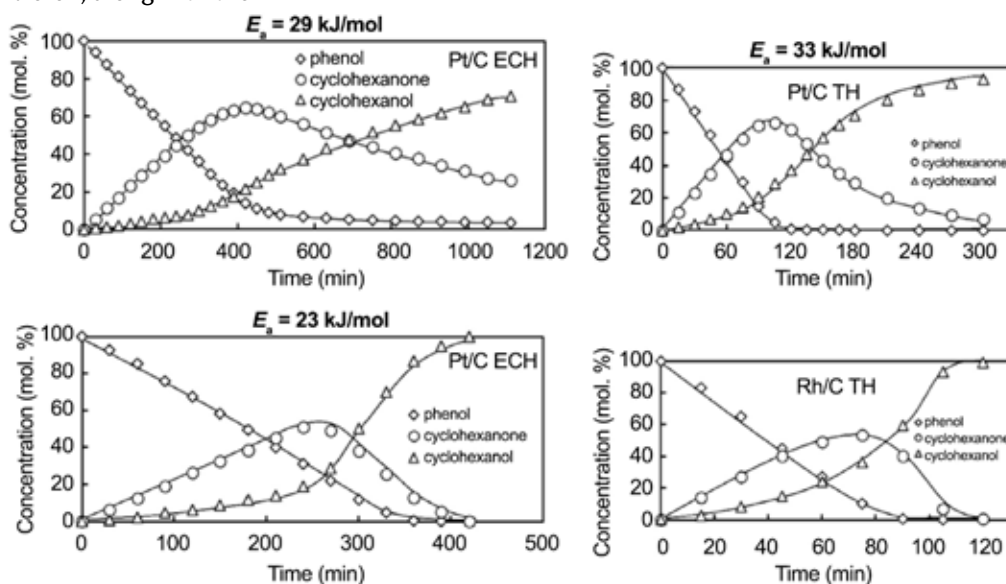 Eₐ = 29 kJ/mol
Pt/C ECH
phenol
cyclohexanone
cyclohexanol
Concentration (mol. %)
100
80
60
40
20
0
0 200 400 600 800 1000 1200
Time (min)
Eₐ = 33 kJ/mol
Pt/C TH
phenol
cyclohexanone
cyclohexanol
Concentration (mol. %)
100
80
60
40
20
0
0 60 120 180 240 300
Time (min)
Eₐ = 23 kJ/mol
Pt/C ECH
phenol
cyclohexanone
cyclohexanol
Concentration (mol. %)
100
80
60
40
20
0
0 100 200 300 400 500
Time (min)
Rh/C TH
phenol
cyclohexanone
cyclohexanol
Concentration (mol. %)
100
80
60
40
20
0
0 20 40 60 80 100 120
Time (min)